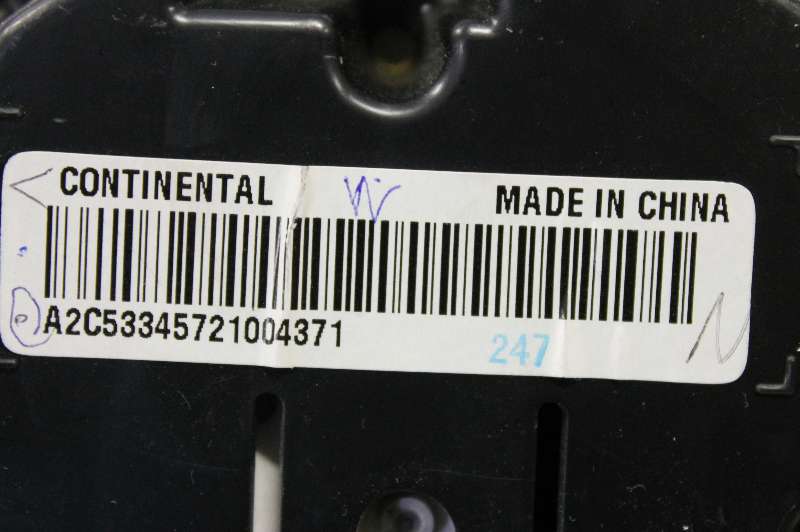 CONTINENTAL MADE IN CHINA
A2C53345721004371
247